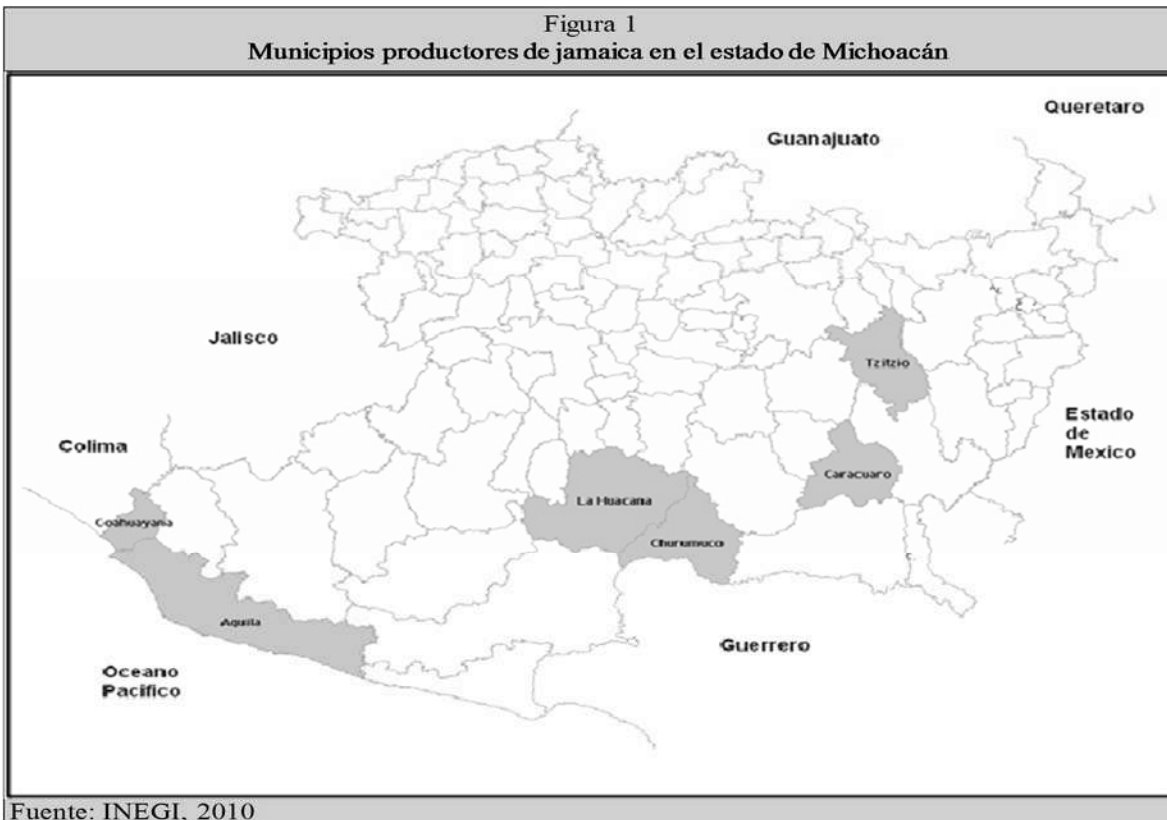 Figura 1
Municipios productores de jamaica en el estado de Michoacán
Queretaro
Guanajuato
Jalisco
Tzitzio
Estado
de
Mexico
Colima
Caracuaro
La Huacana
Coahuayana
Churumuco
Aquila
Guerrero
Oceano
Pacifico
Fuente: INEGI, 2010